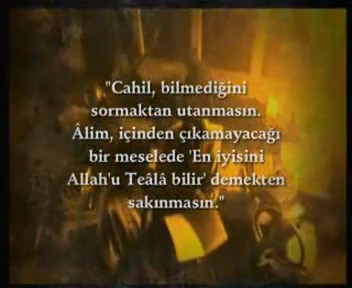 "Cahil, bilmediğini
sormaktan utanmasın.
Âlim, içinden çıkamayacağı
bir meselede 'En iyisini
Allah'u Teâlâ bilir' demekten
sakınmasın."